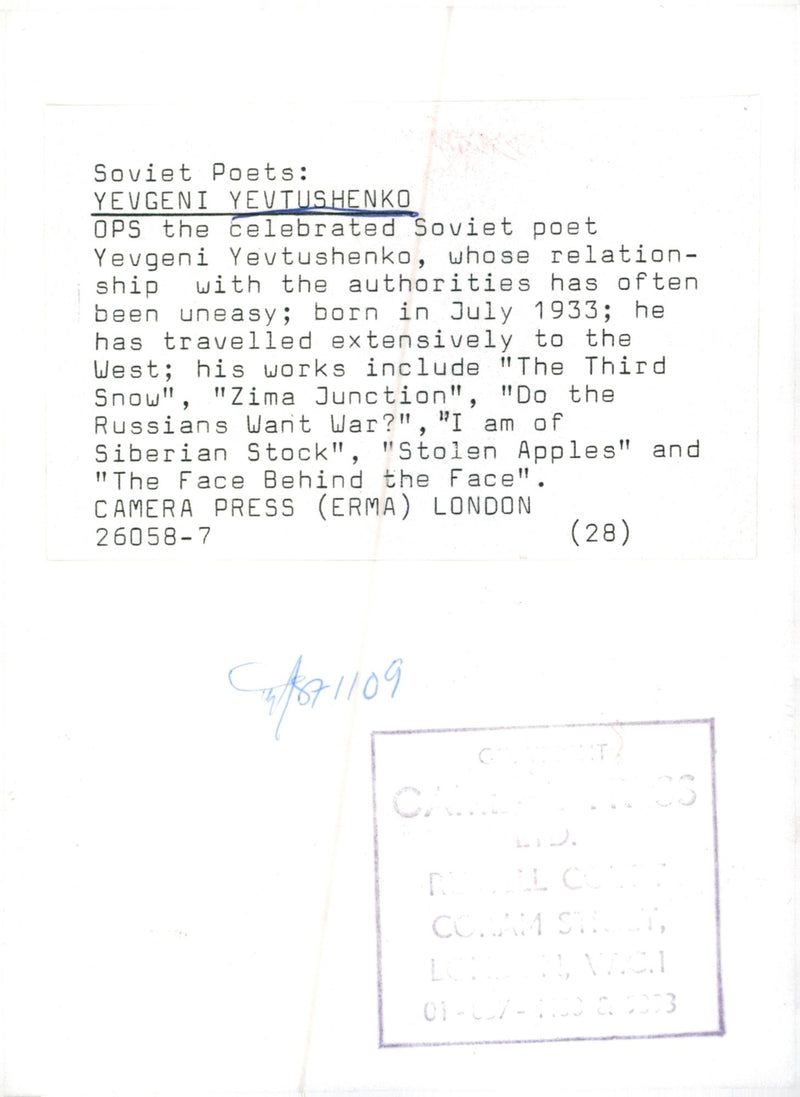 Soviet Poets:
YEVGENI YEVTUSHENKO
OPS the celebrated Soviet poet
Yevgeni Yevtushenko, whose relation-
ship with the authorities has often
been uneasy; born in July 1933; he
has travelled extensively to the
West; his works include "The Third
Snow", "Zima Junction", "Do the
Russians Want War?", "I am of
Siberian Stock", "Stolen Apples" and
"The Face Behind the Face".
CAMERA PRESS (ERMA) LONDON
26058-7 (28)
1109
LTD.
LONDON, W.C.1